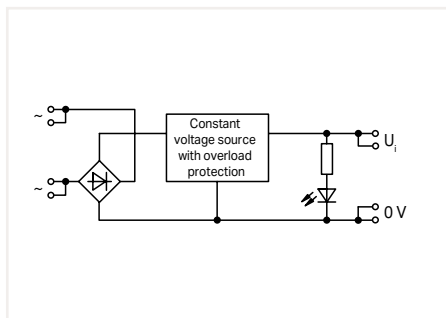 ~
Constant
voltage source
with overload
protection
Ui
~
0 V